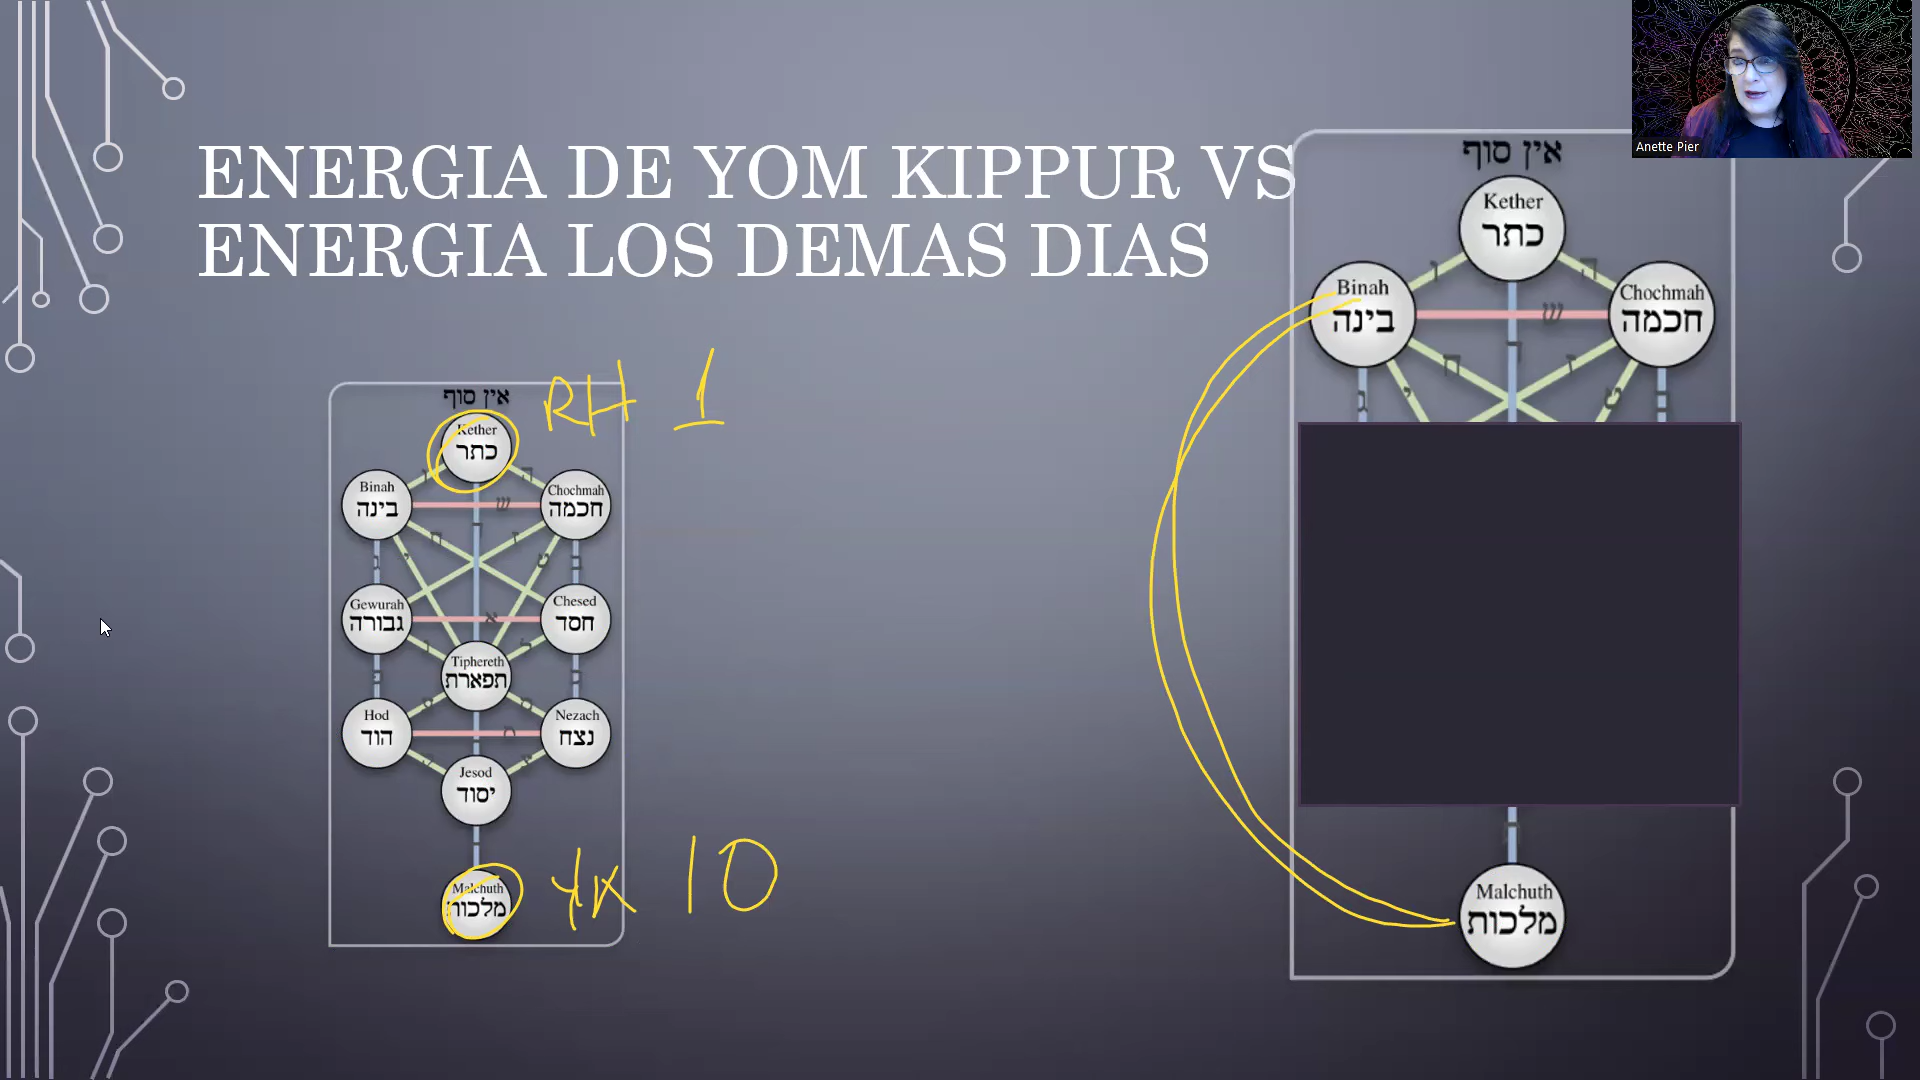 ENERGIA DE YOM KIPPUR VS
ENERGIA LOS DEMAS DIAS
Anette Pier
אין סוף
Kether
כתר
RH 1
Binah
בינה
Chochmah
חכמה
ש
Gewurah
גבורה
Chesed
חסד
א
Tiphereth
תפארת
Hod
הוד
Nezach
נצח
Jesod
יסוד
Malchuth
מלכות
YK 10
אין סוף
Kether
כתר
ה
Binah
בינה
Chochmah
חכמה
ש
ח
ז
ט
Malchuth
מלכות